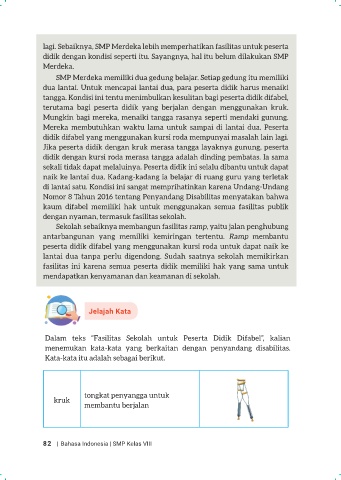 lagi. Sebaiknya, SMP Merdeka lebih memperhatikan fasilitas untuk peserta
didik dengan kondisi seperti itu. Sayangnya, hal itu belum dilakukan SMP
Merdeka.
SMP Merdeka memiliki dua gedung belajar. Setiap gedung itu memiliki
dua lantai. Untuk mencapai lantai dua, para peserta didik harus menaiki
tangga. Kondisi ini tentu menimbulkan kesulitan bagi peserta didik difabel,
terutama bagi peserta didik yang berjalan dengan menggunakan kruk.
Mungkin bagi mereka, menaiki tangga rasanya seperti mendaki gunung.
Mereka membutuhkan waktu lama untuk sampai di lantai dua. Peserta
didik difabel yang menggunakan kursi roda mempunyai masalah lain lagi.
Jika peserta didik dengan kruk merasa tangga layaknya gunung, peserta
didik dengan kursi roda merasa tangga adalah dinding pembatas. Ia sama
sekali tidak dapat melaluinya. Peserta didik ini selalu dibantu untuk dapat
naik ke lantai dua. Kadang-kadang ia belajar di ruang guru yang terletak
di lantai satu. Kondisi ini sangat memprihatinkan karena Undang-Undang
Nomor 8 Tahun 2016 tentang Penyandang Disabilitas menyatakan bahwa
kaum difabel memiliki hak untuk menggunakan semua fasilitas publik
dengan nyaman, termasuk fasilitas sekolah.
Sekolah sebaiknya membangun fasilitas ramp, yaitu jalan penghubung
antarbangunan yang memiliki kemiringan tertentu. Ramp membantu
peserta didik difabel yang menggunakan kursi roda untuk dapat naik ke
lantai dua tanpa perlu digendong. Sudah saatnya sekolah memikirkan
fasilitas ini karena semua peserta didik memiliki hak yang sama untuk
mendapatkan kenyamanan dan keamanan di sekolah.
Jelajah Kata
Dalam teks "Fasilitas Sekolah untuk Peserta Didik Difabel", kalian
menemukan kata-kata yang berkaitan dengan penyandang disabilitas.
Kata-kata itu adalah sebagai berikut.
kruk
tongkat penyangga untuk
membantu berjalan
82 | Bahasa Indonesia | SMP Kelas VIII